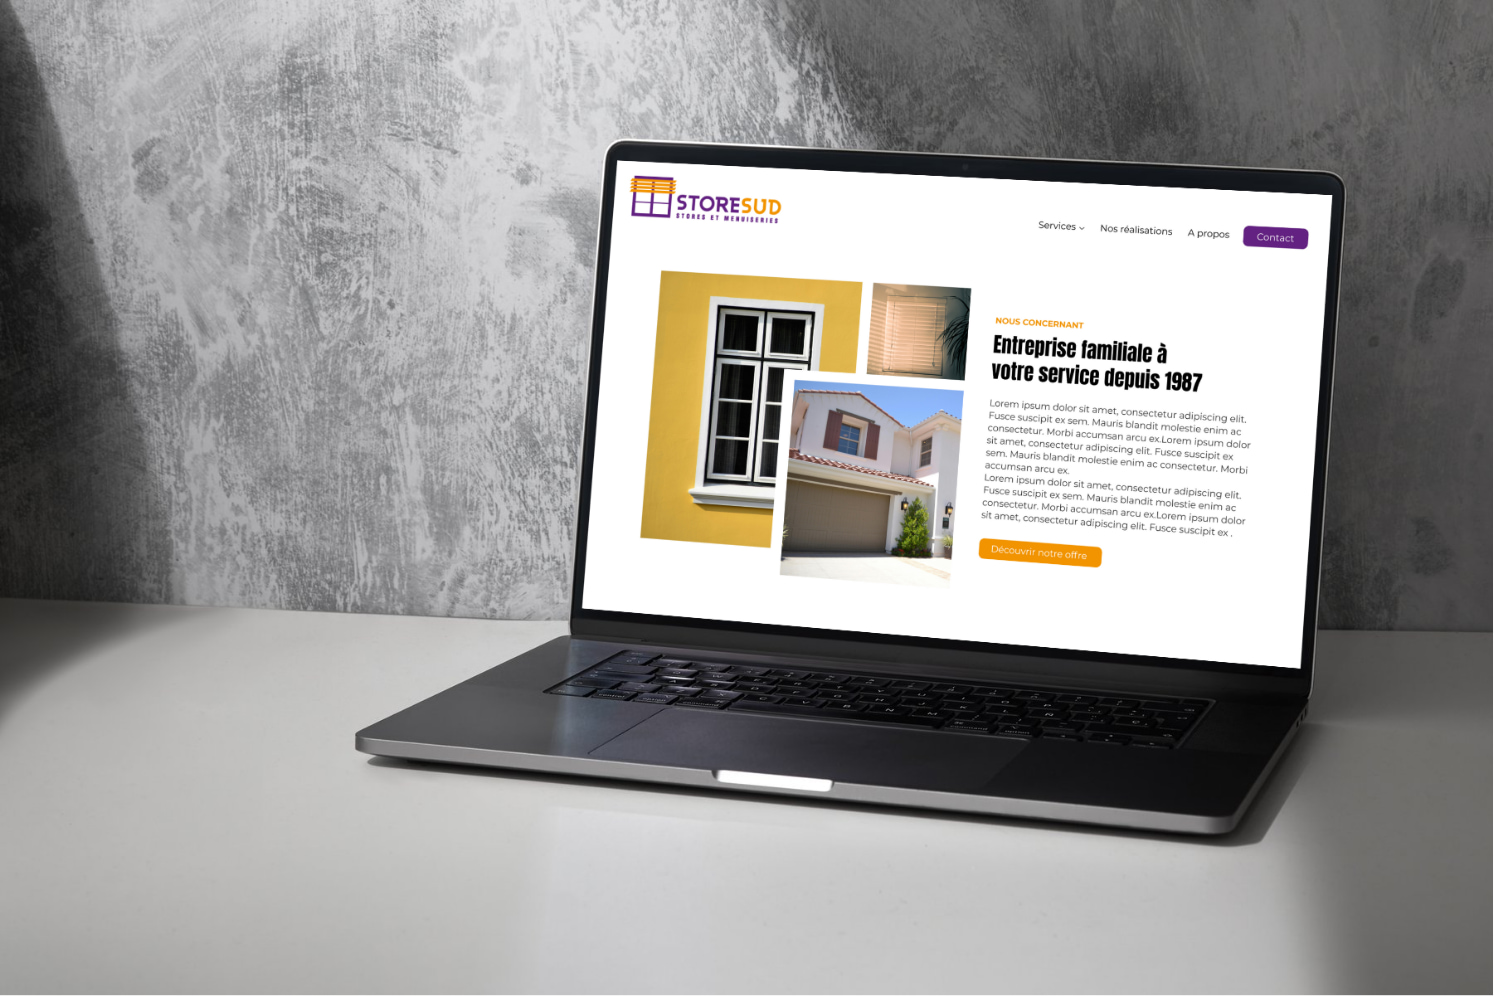 STORESUD
STORES ET MENUISERIES
Services
Nos réalisations
A propos
Contact
NOUS CONCERNANT
Entreprise familiale à
votre service depuis 1987
Lorem ipsum dolor sit amet, consectetur adipiscing elit.
Fusce suscipit ex sem. Mauris blandit molestie enim ac
consectetur. Morbi accumsan arcu ex.Lorem ipsum dolor
sit amet, consectetur adipiscing elit. Fusce suscipit ex
sem. Mauris blandit molestie enim ac consectetur. Morbi
accumsan arcu ex.
Lorem ipsum dolor sit amet, consectetur adipiscing elit.
Fusce suscipit ex sem. Mauris blandit molestie enim ac
consectetur. Morbi accumsan arcu ex.Lorem ipsum dolor
sit amet, consectetur adipiscing elit. Fusce suscipit ex .
Découvrir notre offre